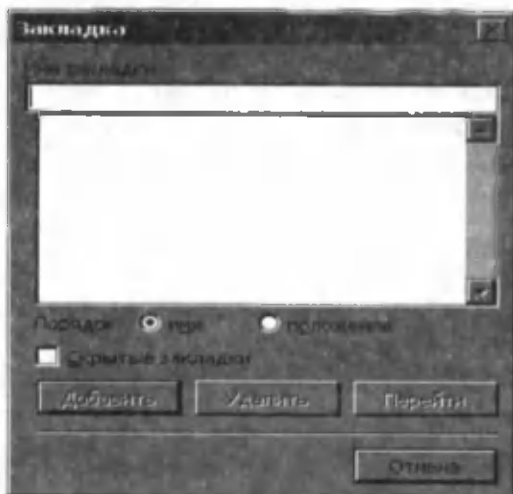 Закладка
Имя закладки:
Порядок: имя положение
Скрытые закладки
Добавить Удалить Перейти
Отмена